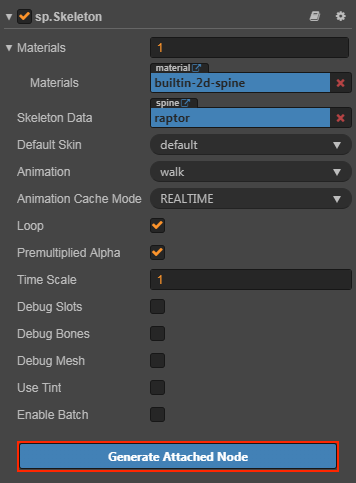 sp.Skeleton
Materials 1
material
Materials builtin-2d-spine
spine
Skeleton Data raptor
Default Skin default
Animation walk
Animation Cache Mode REALTIME
Loop
Premultiplied Alpha
Time Scale 1
Debug Slots
Debug Bones
Debug Mesh
Use Tint
Enable Batch
Generate Attached Node